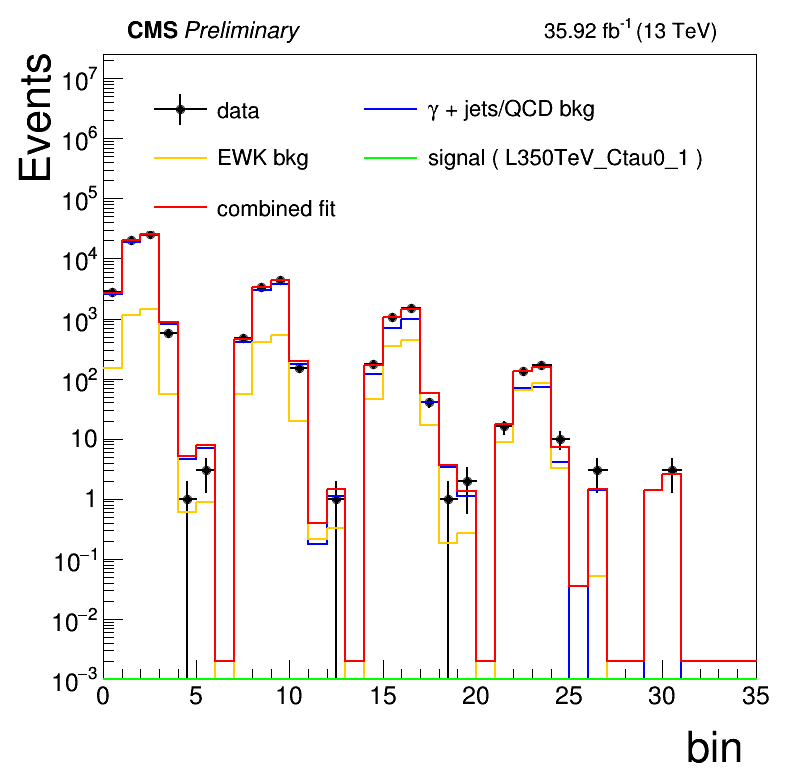 CMS Preliminary 35.92 fb⁻¹ (13 TeV)
Events
10⁷
10⁶
10⁵
10⁴
10³
10²
10
1
10⁻¹
10⁻²
10⁻³
data
γ + jets/QCD bkg
EWK bkg
signal ( L350TeV_Ctau0_1 )
combined fit
0 5 10 15 20 25 30 35
bin